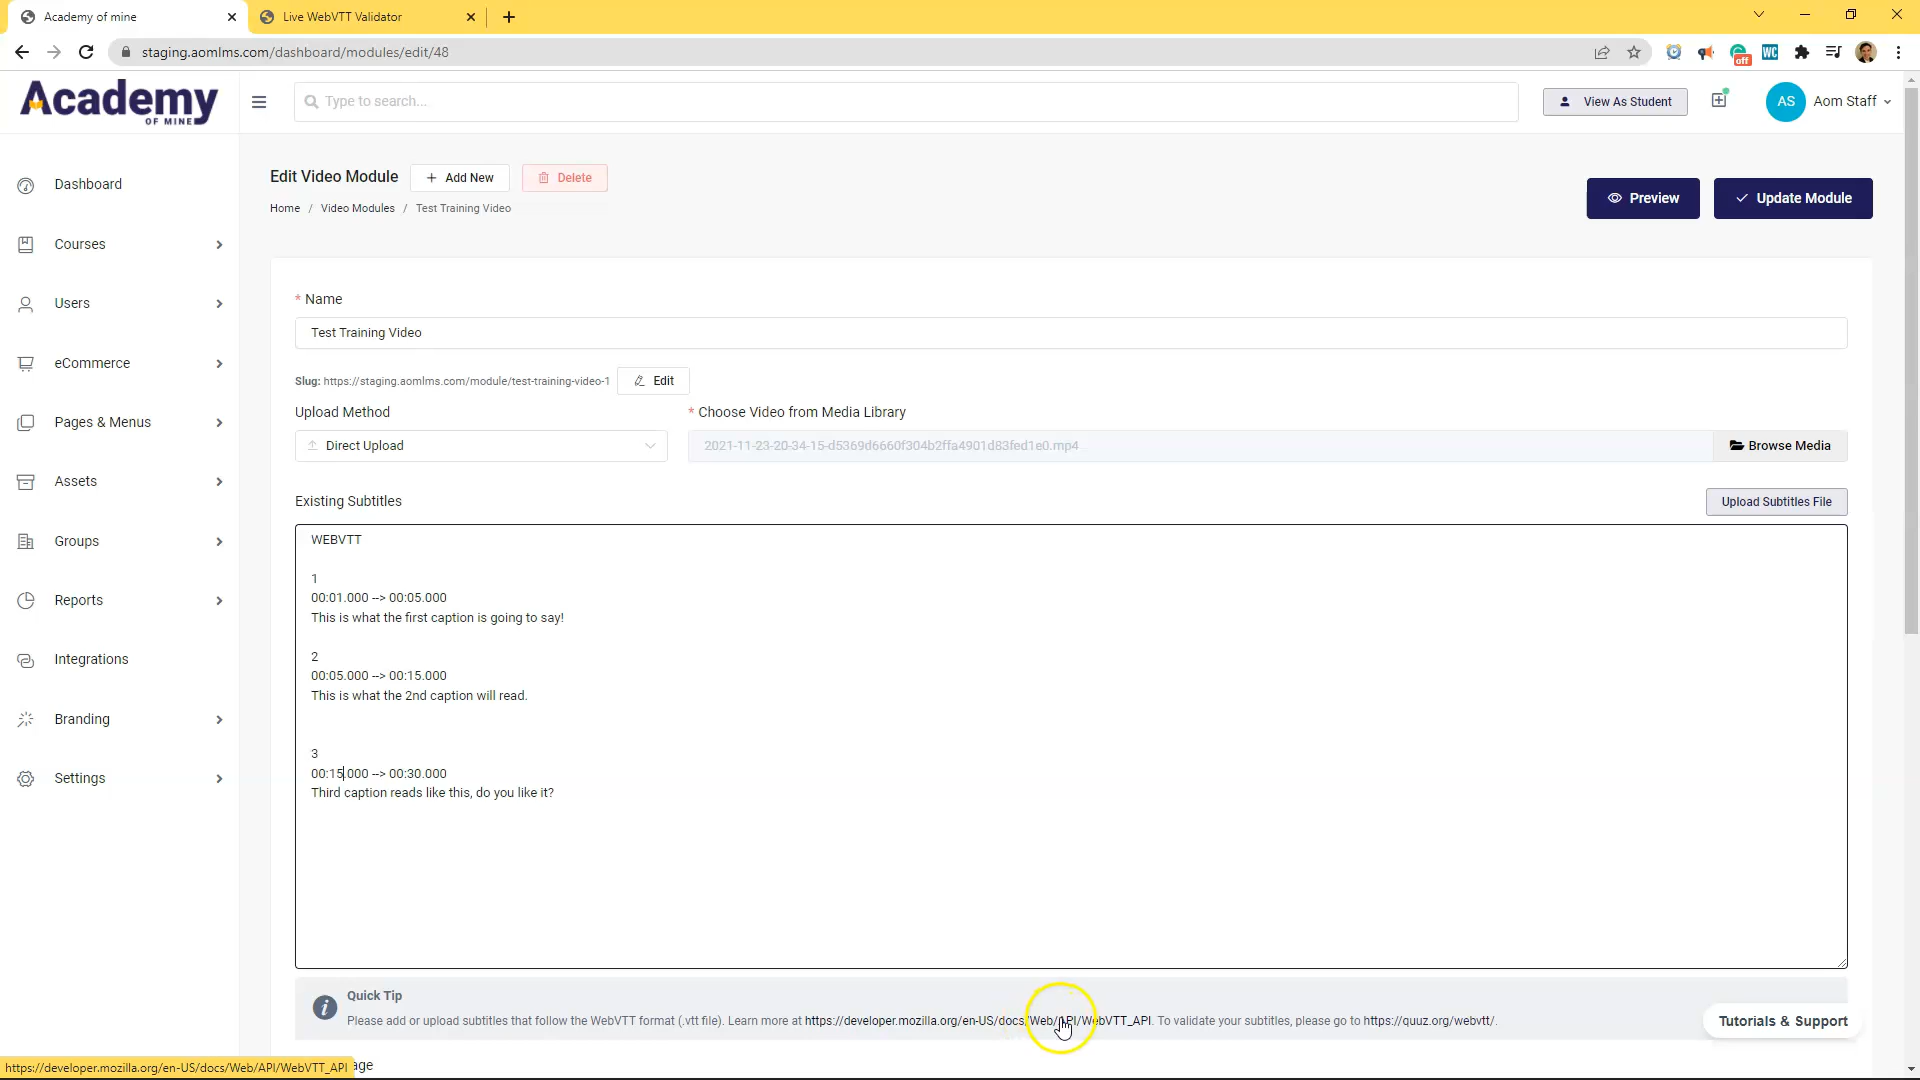 Academy of mine
Live WebVTT Validator
staging.aomlms.com/dashboard/modules/edit/48
off
WC
Academy
OF MINE
Type to search...
View As Student
AS
Aom Staff
Dashboard
Courses
Users
eCommerce
Pages & Menus
Assets
Groups
Reports
Integrations
Branding
Settings
Edit Video Module
+ Add New
Delete
Home / Video Modules / Test Training Video
Preview
Update Module
* Name
Test Training Video
Slug: https://staging.aomlms.com/module/test-training-video-1
Edit
Upload Method
* Choose Video from Media Library
Direct Upload
2021-11-23-20-34-15-d5369d6660f304b2ffa4901d83fed1e0.mp4
Browse Media
Existing Subtitles
Upload Subtitles File
WEBVTT
1
00:01.000 --> 00:05.000
This is what the first caption is going to say!
2
00:05.000 --> 00:15.000
This is what the 2nd caption will read.
3
00:15.000 --> 00:30.000
Third caption reads like this, do you like it?
i
Quick Tip
Please add or upload subtitles that follow the WebVTT format (.vtt file). Learn more at https://developer.mozilla.org/en-US/docs/Web/API/WebVTT_API. To validate your subtitles, please go to https://quuz.org/webvtt/.
Tutorials & Support
https://developer.mozilla.org/en-US/docs/Web/API/WebVTT_API
age